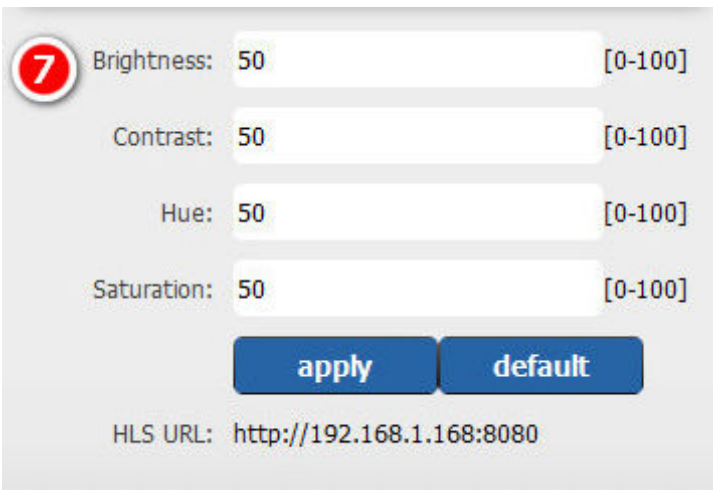 7 Brightness: 50 [0-100]
Contrast: 50 [0-100]
Hue: 50 [0-100]
Saturation: 50 [0-100]
apply default
HLS URL: http://192.168.1.168:8080